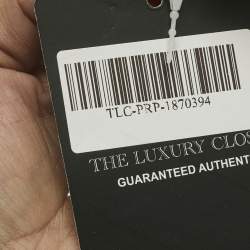 TLC-PRP-1870394
THE LUXURY CLOS
GUARANTEED AUTHENT